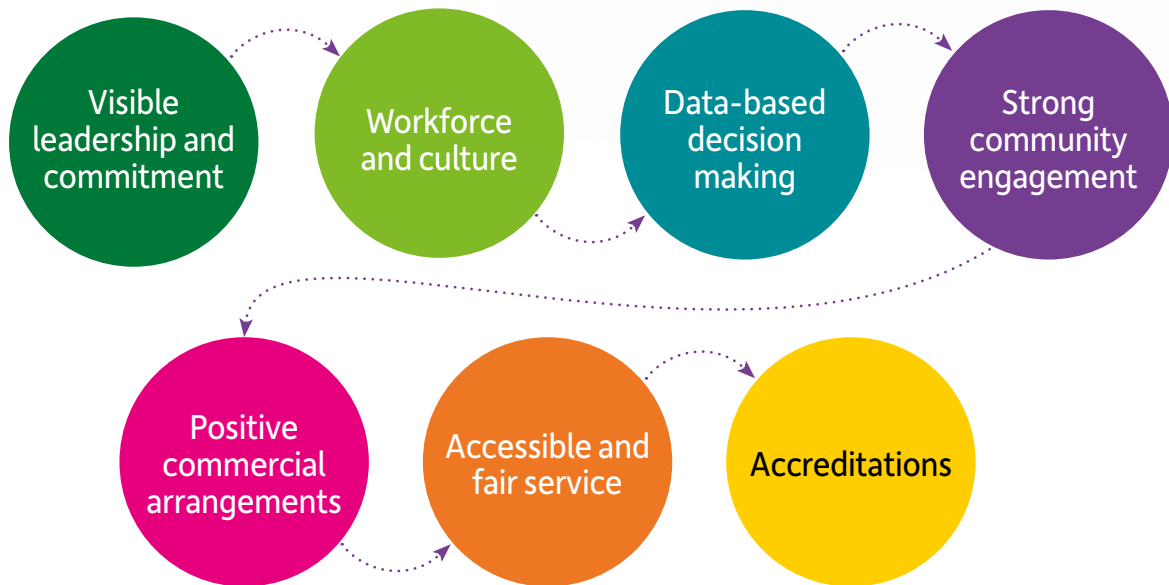 Visible
leadership and
commitment
Workforce
and culture
Data-based
decision
making
Strong
community
engagement
Positive
commercial
arrangements
Accessible and
fair service
Accreditations